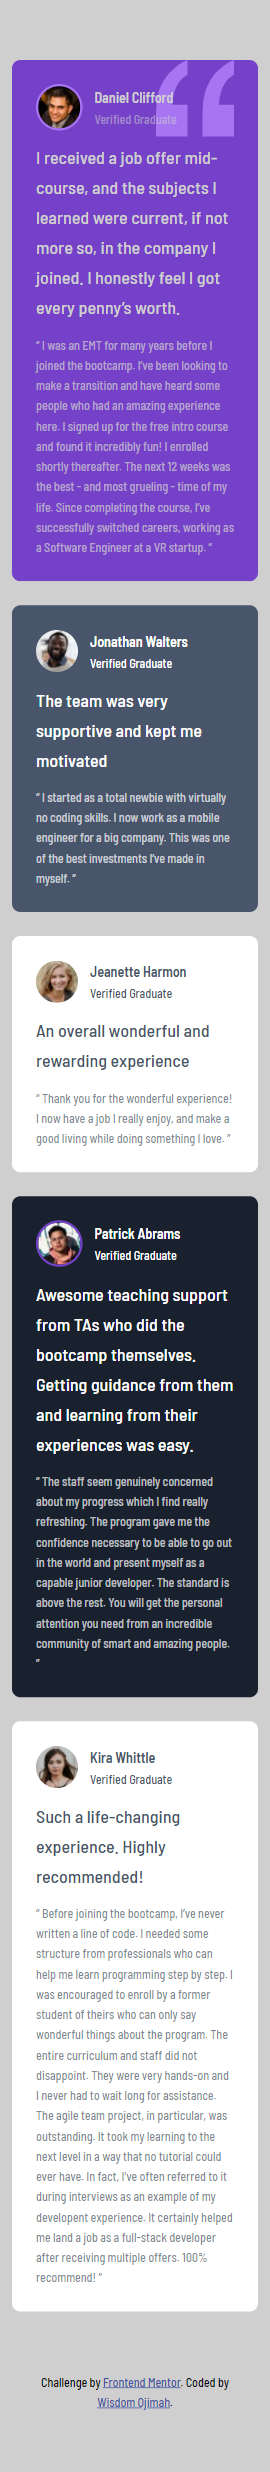 Daniel Clifford
Verified Graduate
I received a job offer mid-
course, and the subjects I
learned were current, if not
more so, in the company I
joined. I honestly feel I got
every penny’s worth.
“ I was an EMT for many years before I
joined the bootcamp. I’ve been looking to
make a transition and have heard some
people who had an amazing experience
here. I signed up for the free intro course
and found it incredibly fun! I enrolled
shortly thereafter. The next 12 weeks was
the best - and most grueling - time of my
life. Since completing the course, I’ve
successfully switched careers, working as
a Software Engineer at a VR startup. ”
Jonathan Walters
Verified Graduate
The team was very
supportive and kept me
motivated
“ I started as a total newbie with virtually
no coding skills. I now work as a mobile
engineer for a big company. This was one
of the best investments I’ve made in
myself. ”
Jeanette Harmon
Verified Graduate
An overall wonderful and
rewarding experience
“ Thank you for the wonderful experience!
I now have a job I really enjoy, and make a
good living while doing something I love. ”
Patrick Abrams
Verified Graduate
Awesome teaching support
from TAs who did the
bootcamp themselves.
Getting guidance from them
and learning from their
experiences was easy.
“ The staff seem genuinely concerned
about my progress which I find really
refreshing. The program gave me the
confidence necessary to be able to go out
in the world and present myself as a
capable junior developer. The standard is
above the rest. You will get the personal
attention you need from an incredible
community of smart and amazing people.
”
Kira Whittle
Verified Graduate
Such a life-changing
experience. Highly
recommended!
“ Before joining the bootcamp, I’ve never
written a line of code. I needed some
structure from professionals who can
help me learn programming step by step. I
was encouraged to enroll by a former
student of theirs who can only say
wonderful things about the program. The
entire curriculum and staff did not
disappoint. They were very hands-on and
I never had to wait long for assistance.
The agile team project, in particular, was
outstanding. It took my learning to the
next level in a way that no tutorial could
ever have. In fact, I’ve often referred to it
during interviews as an example of my
developent experience. It certainly helped
me land a job as a full-stack developer
after receiving multiple offers. 100%
recommend! ”
Challenge by Frontend Mentor. Coded by
Wisdom Ojimah.